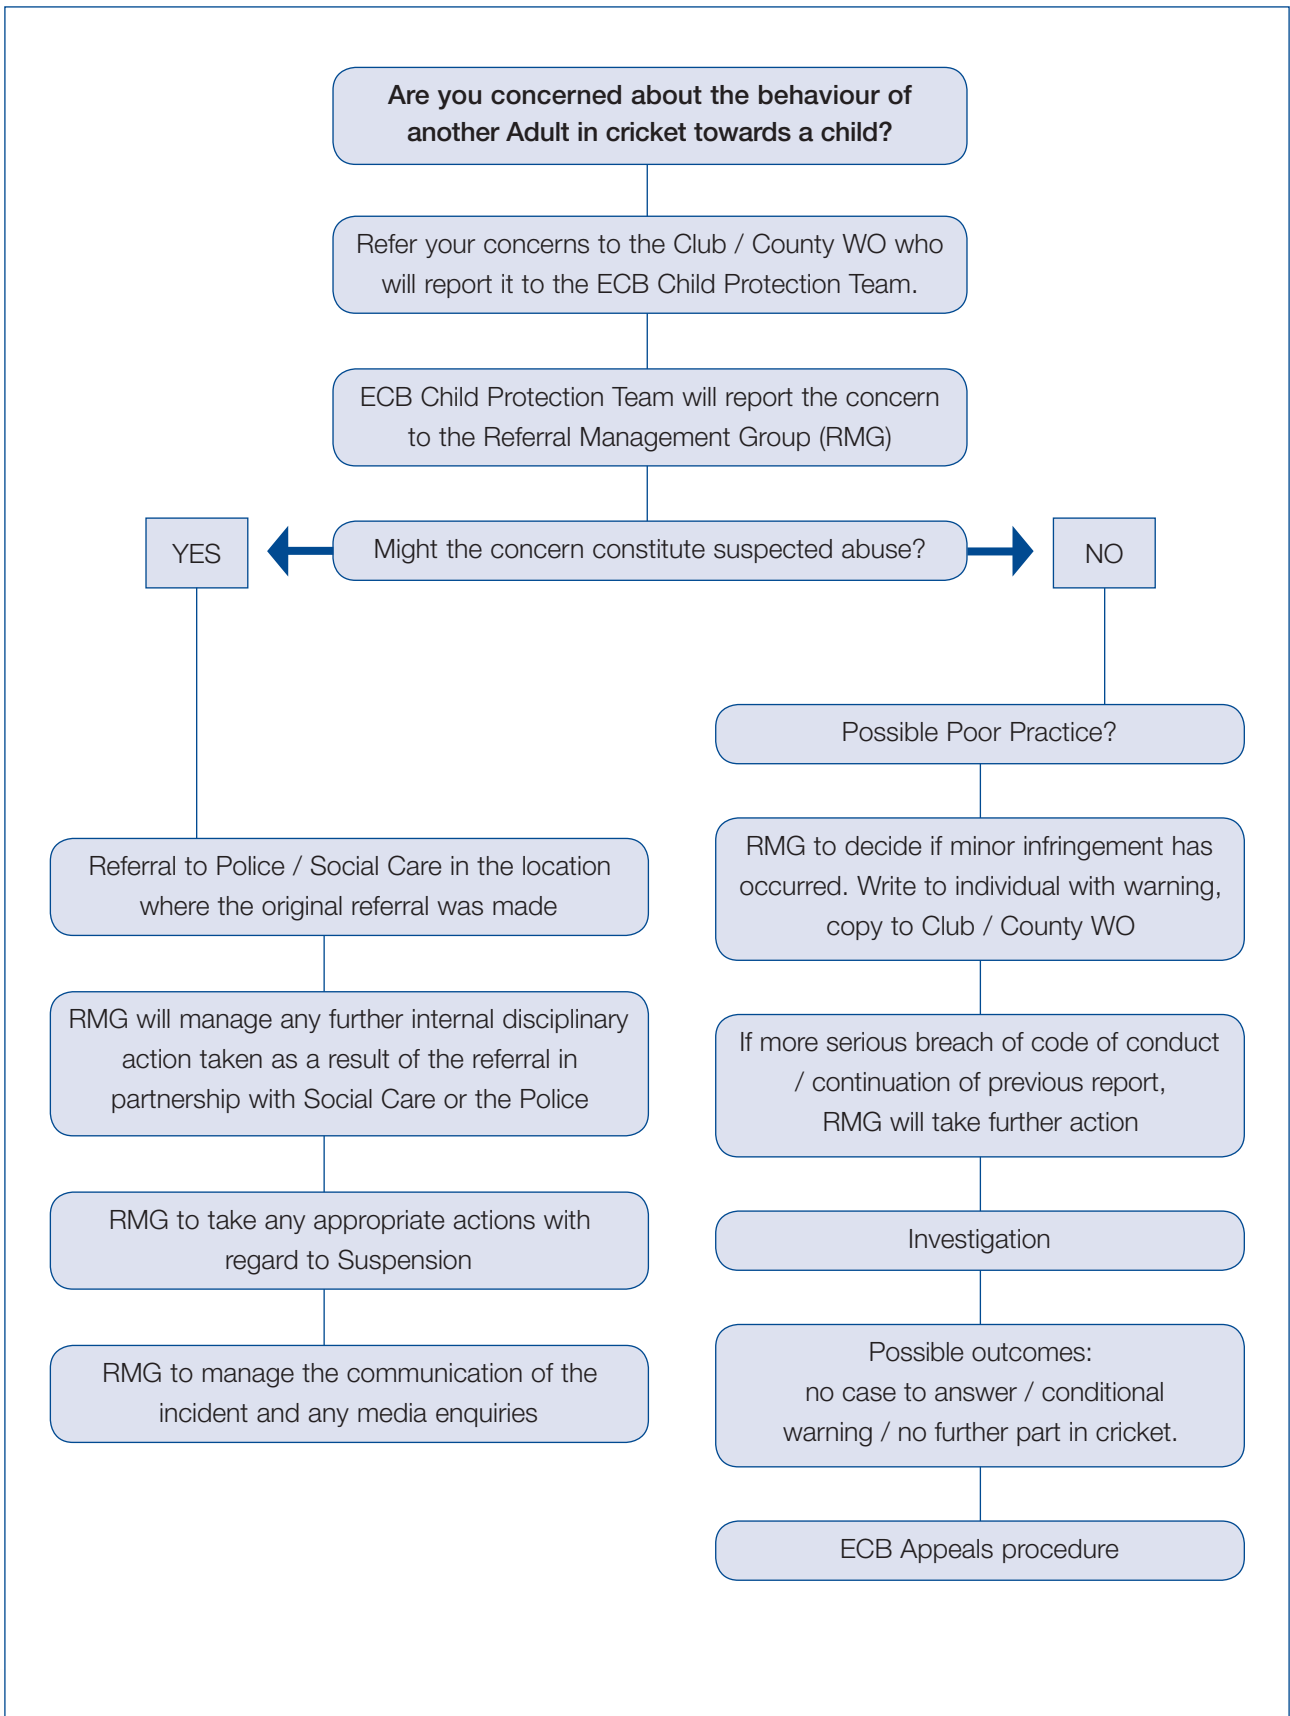 Are you concerned about the behaviour of
another Adult in cricket towards a child?
Refer your concerns to the Club / County WO who
will report it to the ECB Child Protection Team.
ECB Child Protection Team will report the concern
to the Referral Management Group (RMG)
Might the concern constitute suspected abuse?
YES
NO
Referral to Police / Social Care in the location
where the original referral was made
RMG will manage any further internal disciplinary
action taken as a result of the referral in
partnership with Social Care or the Police
RMG to take any appropriate actions with
regard to Suspension
RMG to manage the communication of the
incident and any media enquiries
Possible Poor Practice?
RMG to decide if minor infringement has
occurred. Write to individual with warning,
copy to Club / County WO
If more serious breach of code of conduct
/ continuation of previous report,
RMG will take further action
Investigation
Possible outcomes:
no case to answer / conditional
warning / no further part in cricket.
ECB Appeals procedure